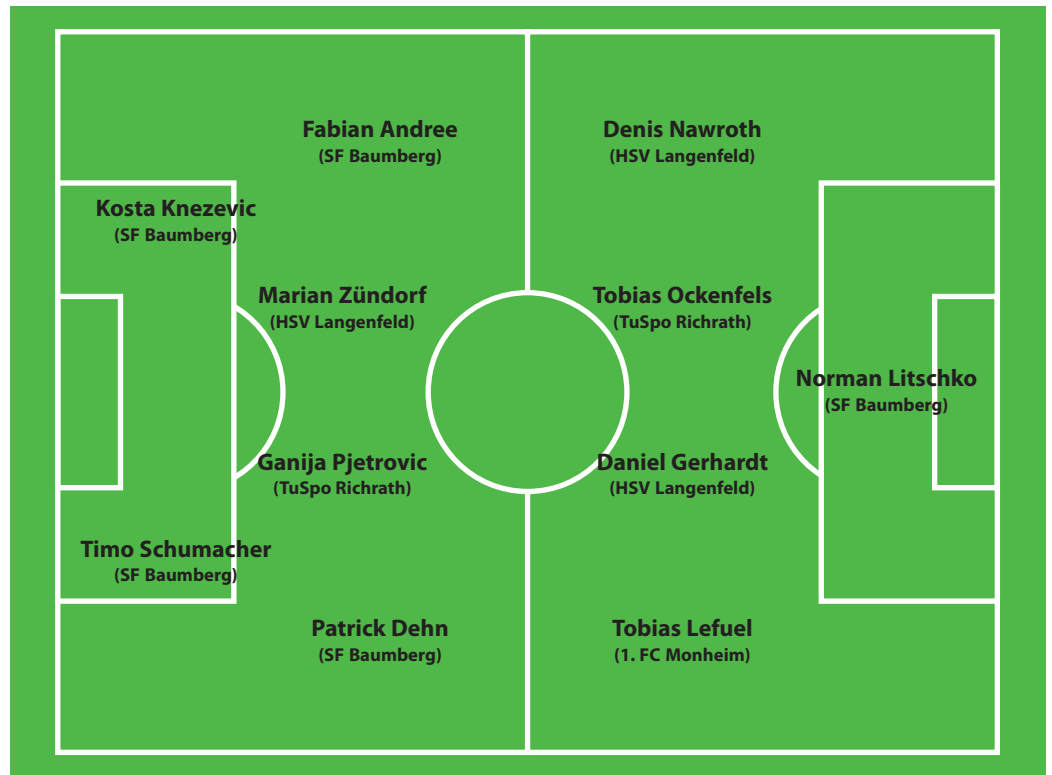 Fabian Andree
(SF Baumberg)
Denis Nawroth
(HSV Langenfeld)
Kosta Knezevic
(SF Baumberg)
Marian Zündorf
(HSV Langenfeld)
Tobias Ockenfels
(TuSpo Richrath)
Norman Litschko
(SF Baumberg)
Ganija Pjetrovic
(TuSpo Richrath)
Daniel Gerhardt
(HSV Langenfeld)
Timo Schumacher
(SF Baumberg)
Patrick Dehn
(SF Baumberg)
Tobias Lefuel
(1. FC Monheim)